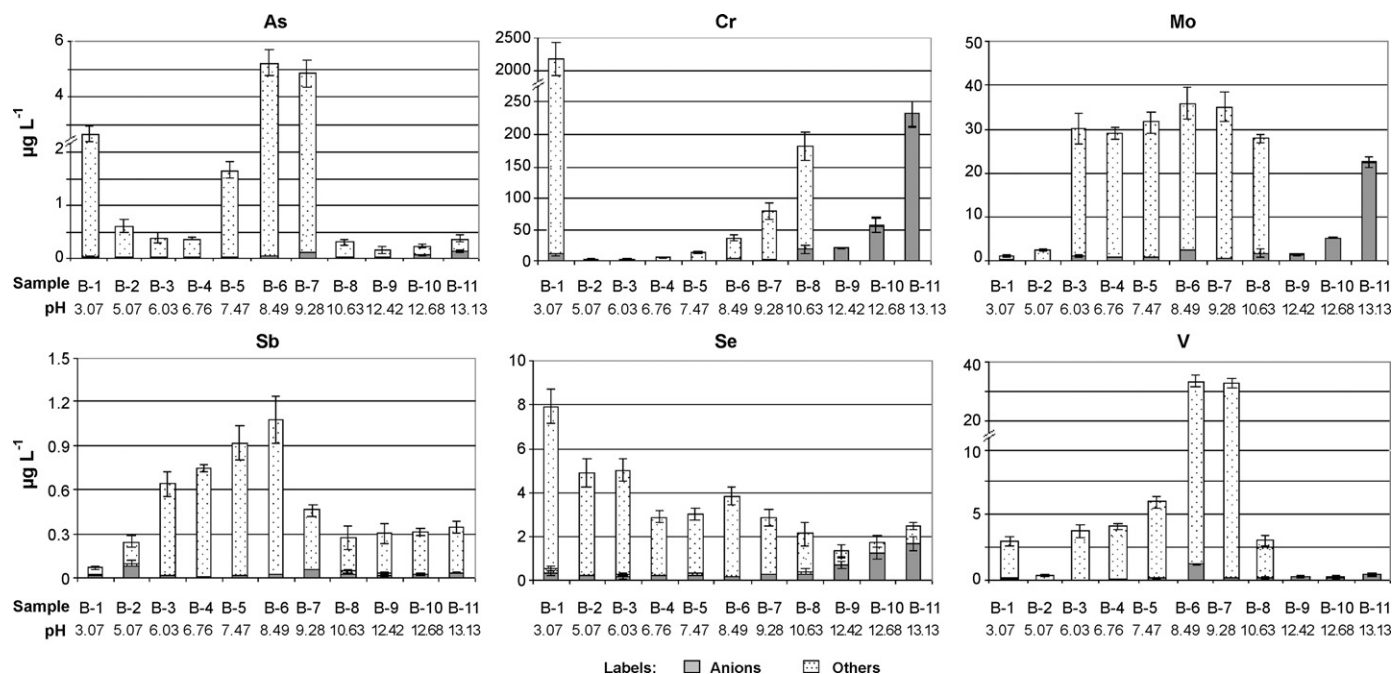 As
Cr
Mo
µg L⁻¹
6
4
2
1
0
2500
2000
250
200
150
100
50
0
50
40
30
20
10
0
Sample B-1 B-2 B-3 B-4 B-5 B-6 B-7 B-8 B-9 B-10 B-11
pH 3.07 5.07 6.03 6.76 7.47 8.49 9.28 10.63 12.42 12.68 13.13
B-1 B-2 B-3 B-4 B-5 B-6 B-7 B-8 B-9 B-10 B-11
3.07 5.07 6.03 6.76 7.47 8.49 9.28 10.63 12.42 12.68 13.13
B-1 B-2 B-3 B-4 B-5 B-6 B-7 B-8 B-9 B-10 B-11
3.07 5.07 6.03 6.76 7.47 8.49 9.28 10.63 12.42 12.68 13.13
Sb
Se
V
µg L⁻¹
1.5
1.2
0.9
0.6
0.3
0
10
8
6
4
2
0
40
20
10
5
0
Sample B-1 B-2 B-3 B-4 B-5 B-6 B-7 B-8 B-9 B-10 B-11
pH 3.07 5.07 6.03 6.76 7.47 8.49 9.28 10.63 12.42 12.68 13.13
B-1 B-2 B-3 B-4 B-5 B-6 B-7 B-8 B-9 B-10 B-11
3.07 5.07 6.03 6.76 7.47 8.49 9.28 10.63 12.42 12.68 13.13
B-1 B-2 B-3 B-4 B-5 B-6 B-7 B-8 B-9 B-10 B-11
3.07 5.07 6.03 6.76 7.47 8.49 9.28 10.63 12.42 12.68 13.13
Labels: Anions Others